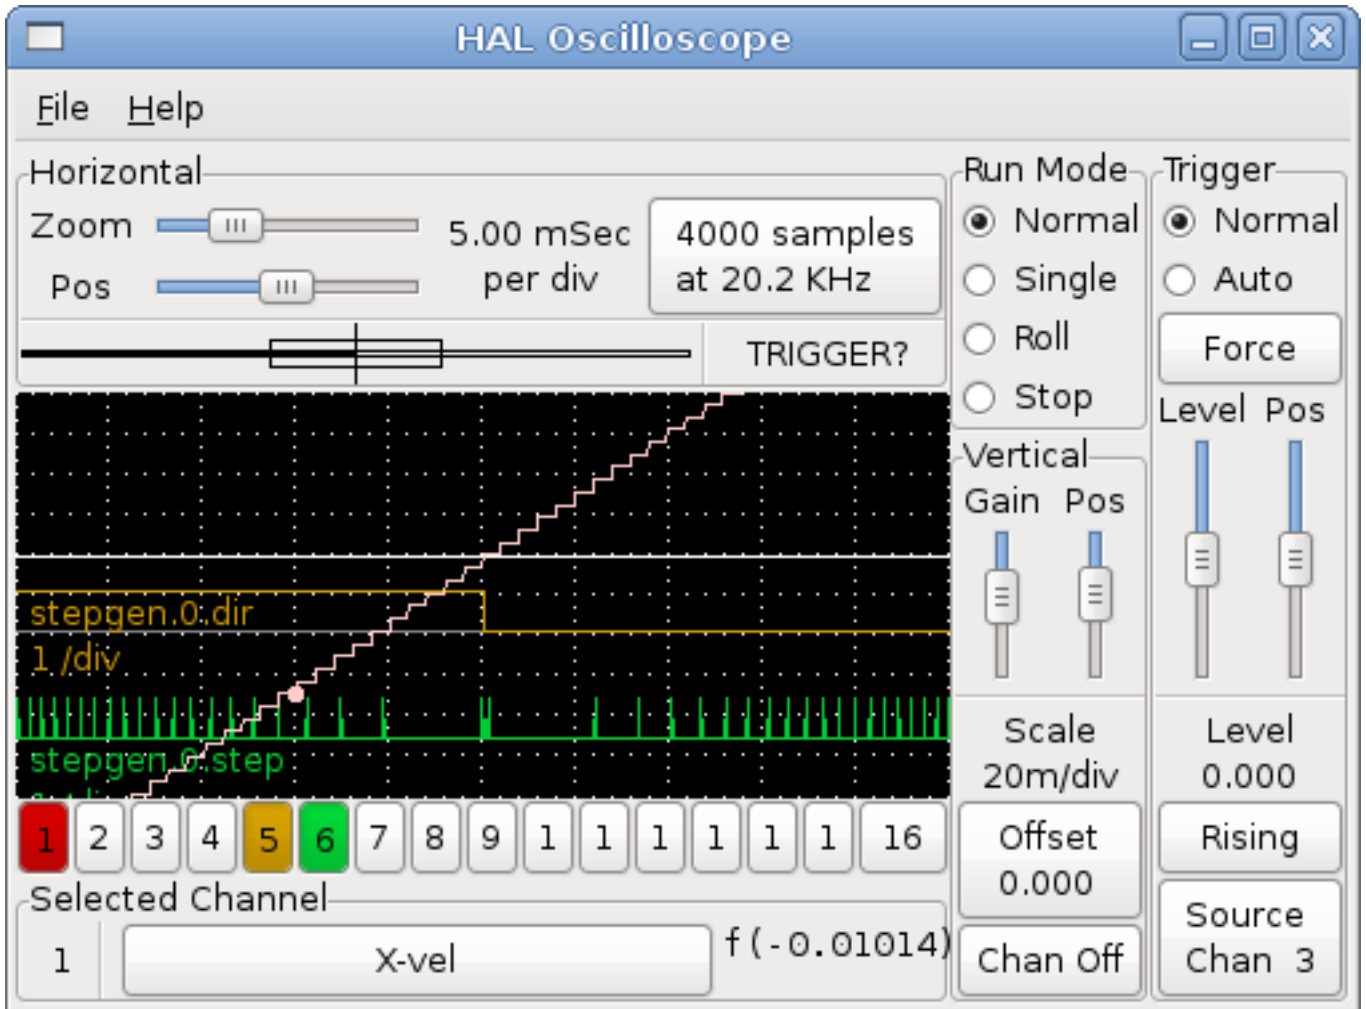 HAL Oscilloscope
File Help
Horizontal
Zoom
Pos
5.00 mSec
per div
4000 samples
at 20.2 KHz
TRIGGER?
Run Mode
Normal
Single
Roll
Stop
Trigger
Normal
Auto
Force
Level Pos
Vertical
Gain Pos
stepgen.0.dir
1 /div
stepgen.0.step
Scale
20m/div
Level
0.000
1 2 3 4 5 6 7 8 9 1 1 1 1 1 1 16
Offset
0.000
Rising
Selected Channel
1
X-vel
f(-0.01014)
Chan Off
Source
Chan 3